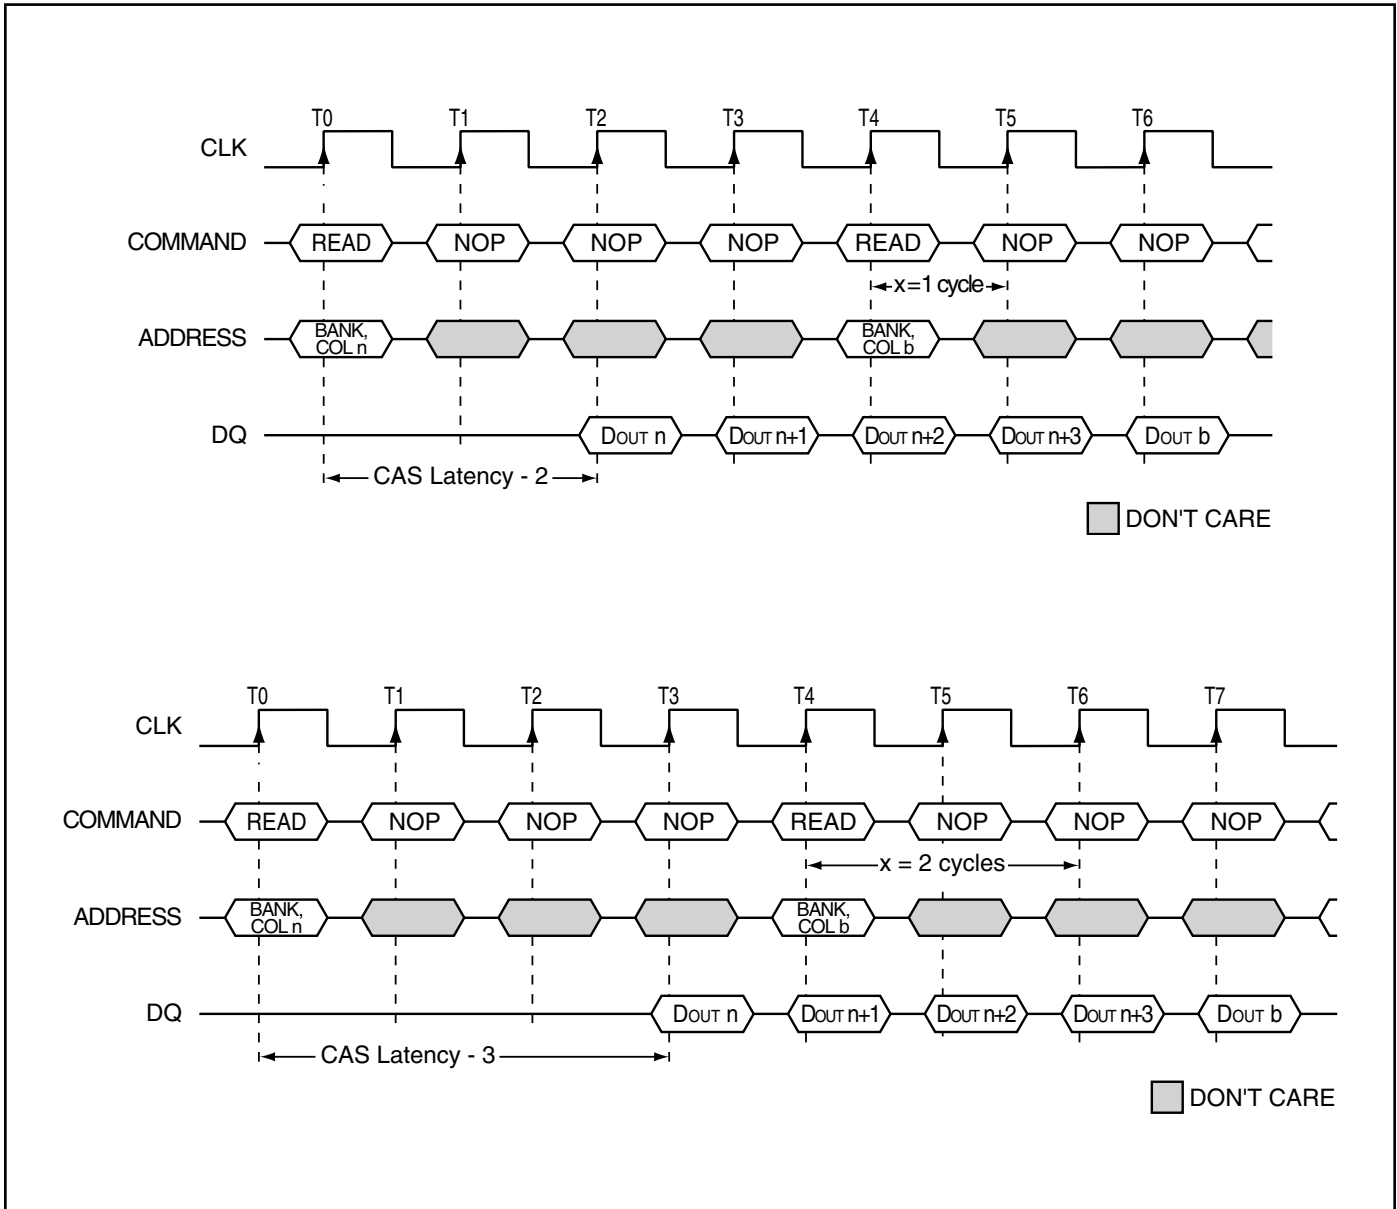 T0 T1 T2 T3 T4 T5 T6
CLK
COMMAND READ NOP NOP NOP READ NOP NOP
x=1 cycle
ADDRESS BANK, COL n BANK, COL b
DQ DOUT n DOUT n+1 DOUT n+2 DOUT n+3 DOUT b
CAS Latency - 2
DON'T CARE
T0 T1 T2 T3 T4 T5 T6 T7
CLK
COMMAND READ NOP NOP NOP READ NOP NOP NOP
x = 2 cycles
ADDRESS BANK, COL n BANK, COL b
DQ DOUT n DOUT n+1 DOUT n+2 DOUT n+3 DOUT b
CAS Latency - 3
DON'T CARE